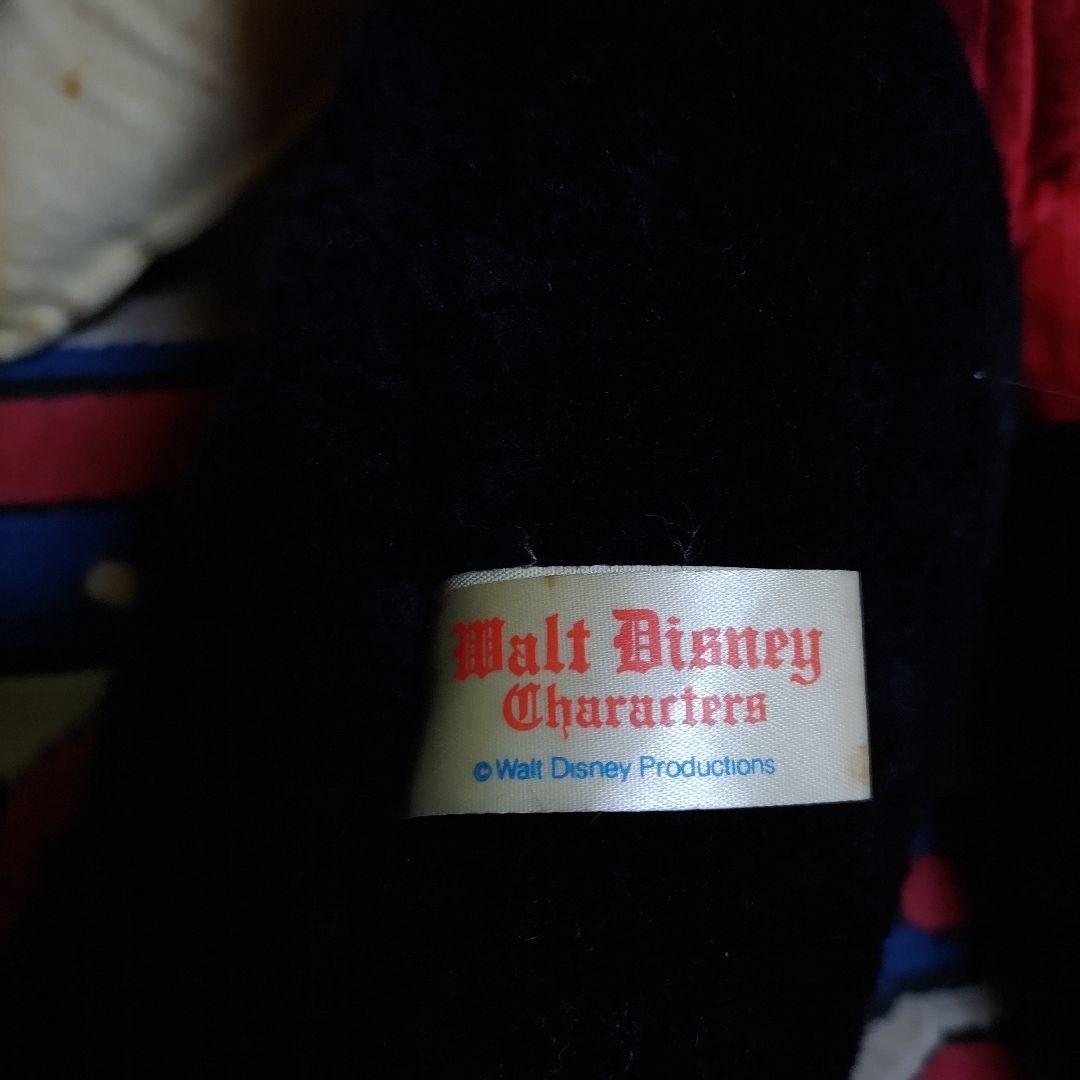 Walt Disney
Characters
© Walt Disney Productions